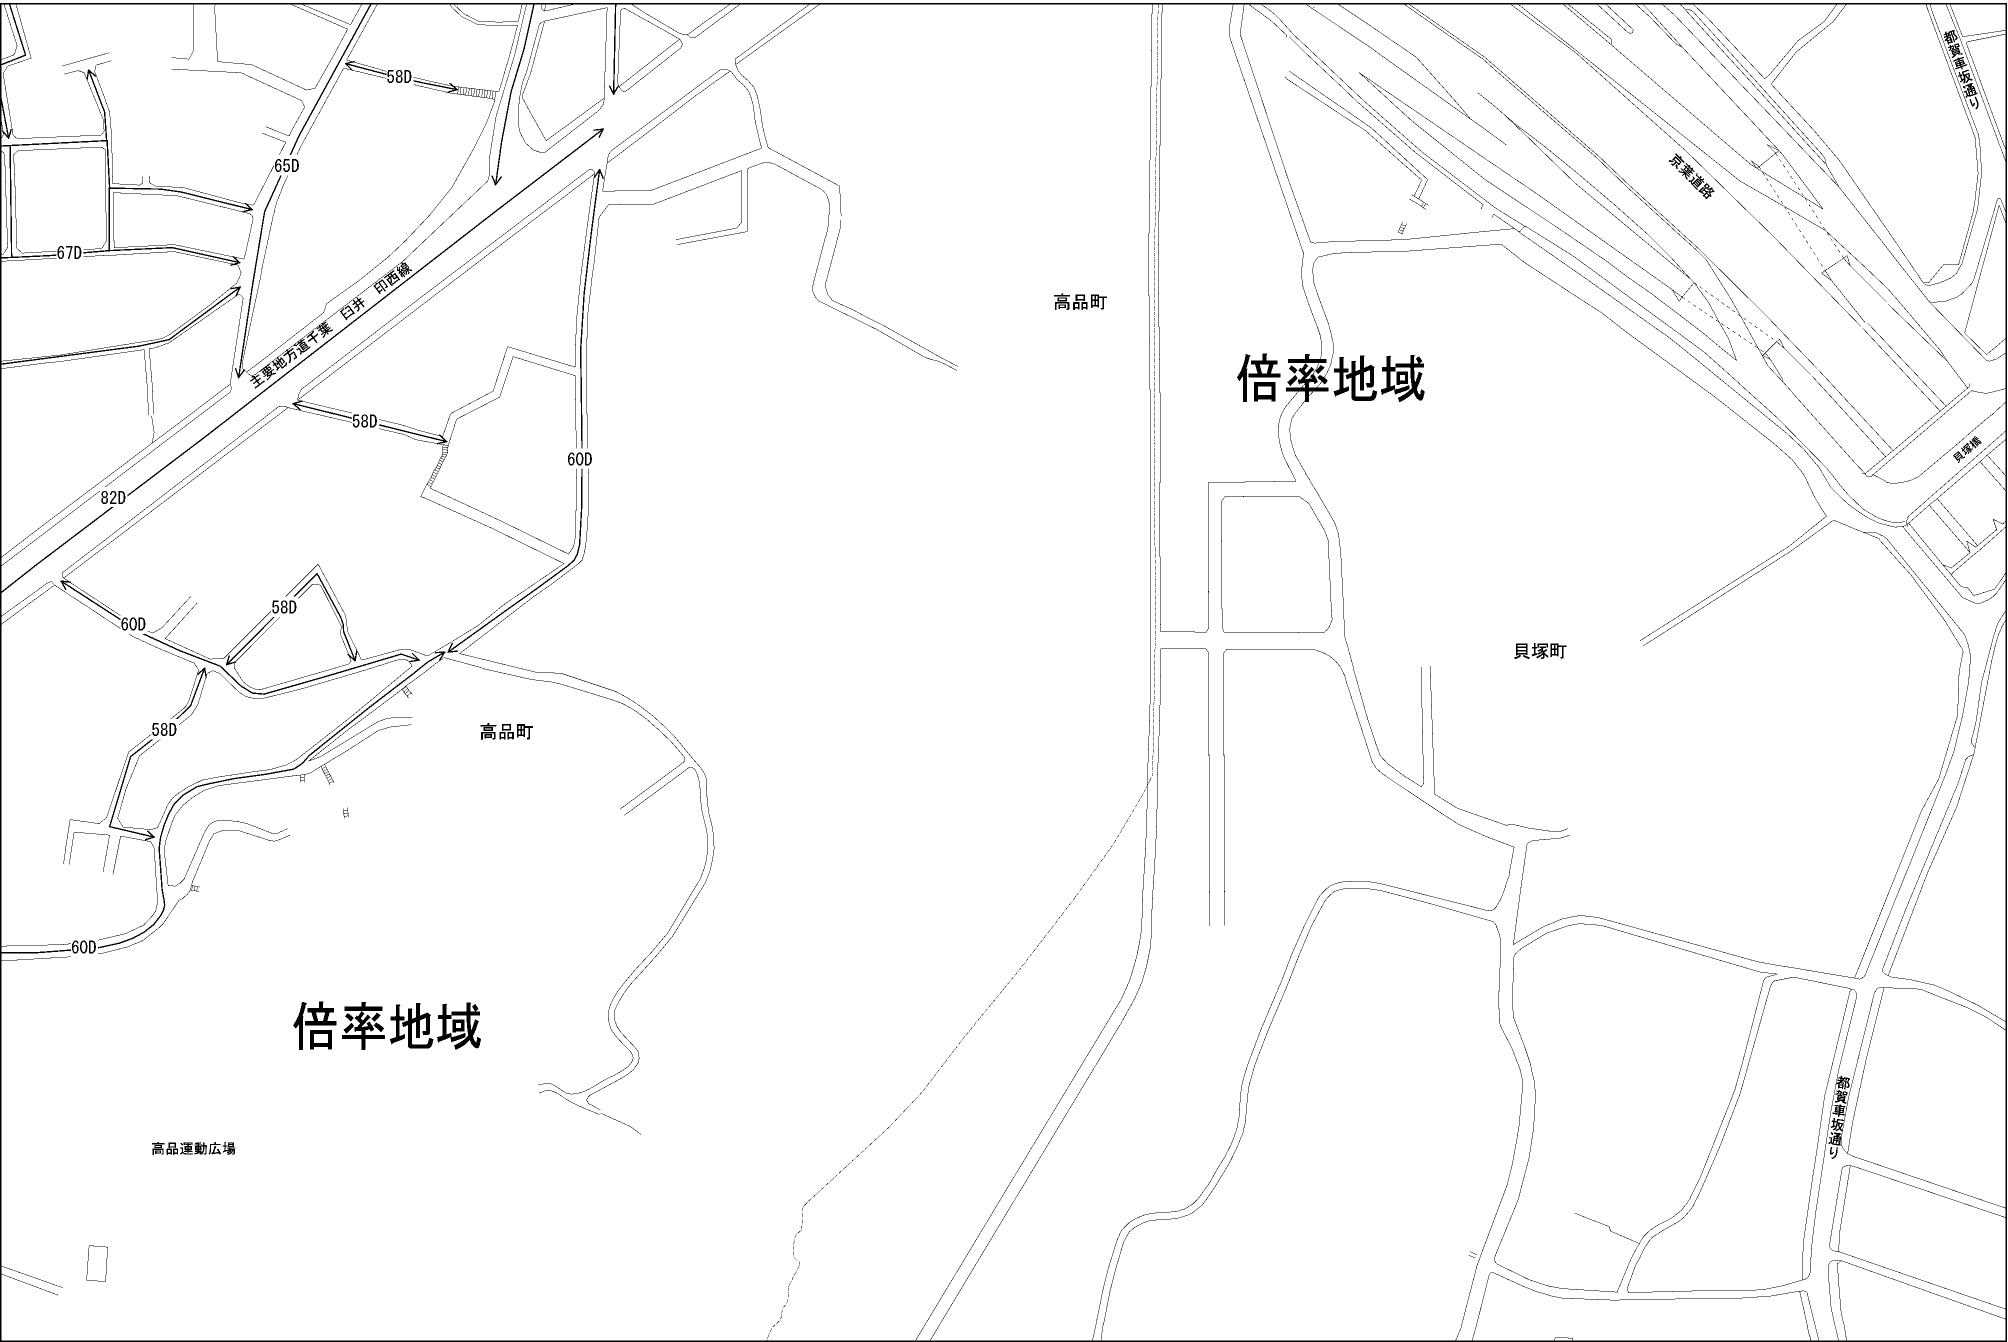 都賀車坂通り
58D
65D
京葉道路
67D
主要地方道千葉　臼井　印西線
高品町
倍率地域
58D
貝塚橋
60D
82D
58D
60D
貝塚町
58D
高品町
60D
倍率地域
都賀車坂通り
高品運動広場